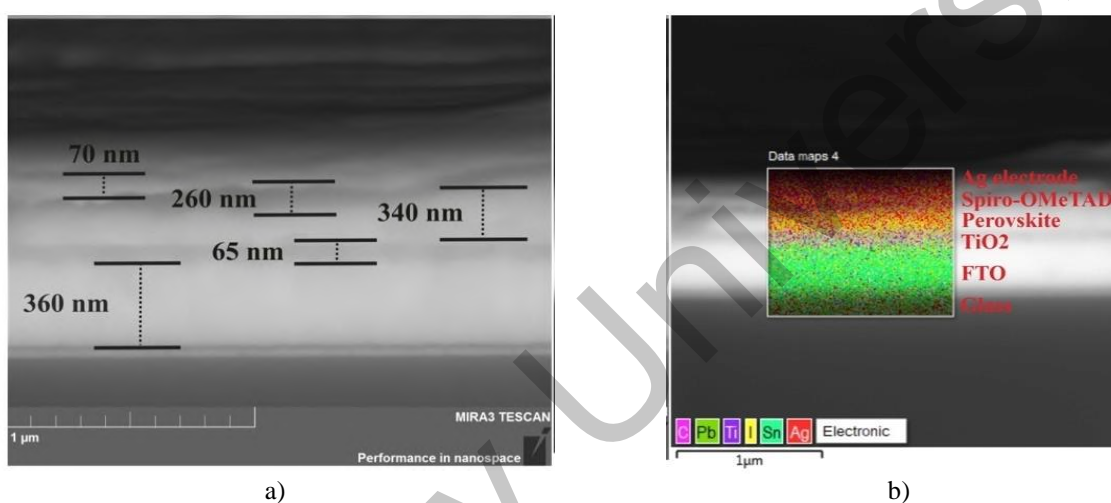 70 nm
260 nm
340 nm
65 nm
360 nm
MIRA3 TESCAN
1 µm
Performance in nanospace
a)
Data maps 4
Ag electrode
Spiro-OMeTAD
Perovskite
TiO2
FTO
Glass
C Pb Ti I Sn Ag Electronic
1µm
b)